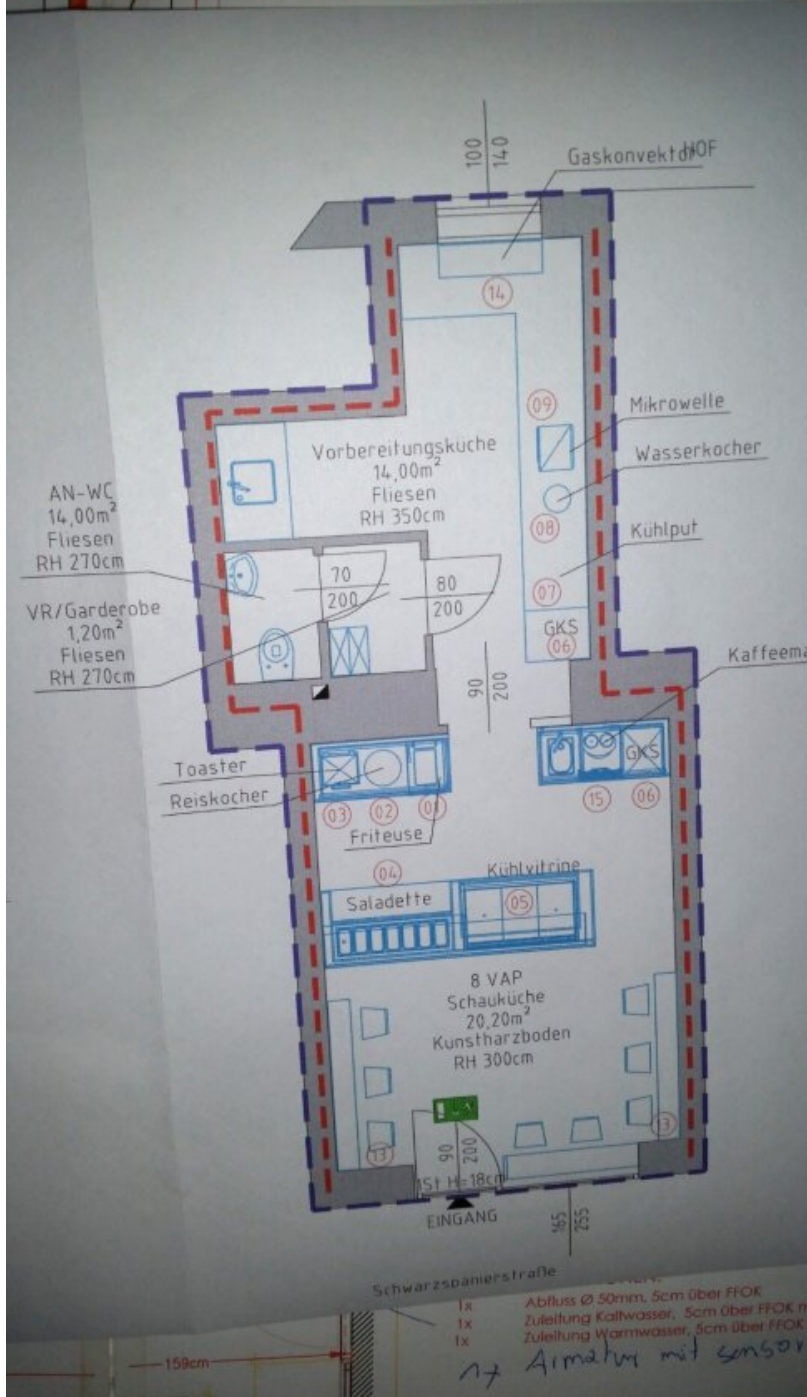 100
140
Gaskonvektor
HOF
14
09
Mikrowelle
Vorbereitungsküche
14,00m²
Fliesen
RH 350cm
Wasserkocher
AN-WC
14,00m²
Fliesen
RH 270cm
08
Kühlput
70
200
80
200
07
VR/Garderobe
1,20m²
Fliesen
RH 270cm
GKS
06
90
200
Kaffeema
Toaster
Reiskocher
GKS
03
02
01
15
06
Friteuse
04
Kühlvitrine
Saladette
05
8 VAP
Schauküche
20,20m²
Kunstharzboden
RH 300cm
13
13
90
200
1St H=18cm
EINGANG
165
255
Schwarzspanierstraße
1x Abfluss Ø 50mm, 5cm über FFOK
1x Zuleitung Kaltwasser, 5cm über FFOK m
1x Zuleitung Warmwasser, 5cm über FFOK
159cm
1x Armatur mit sensor